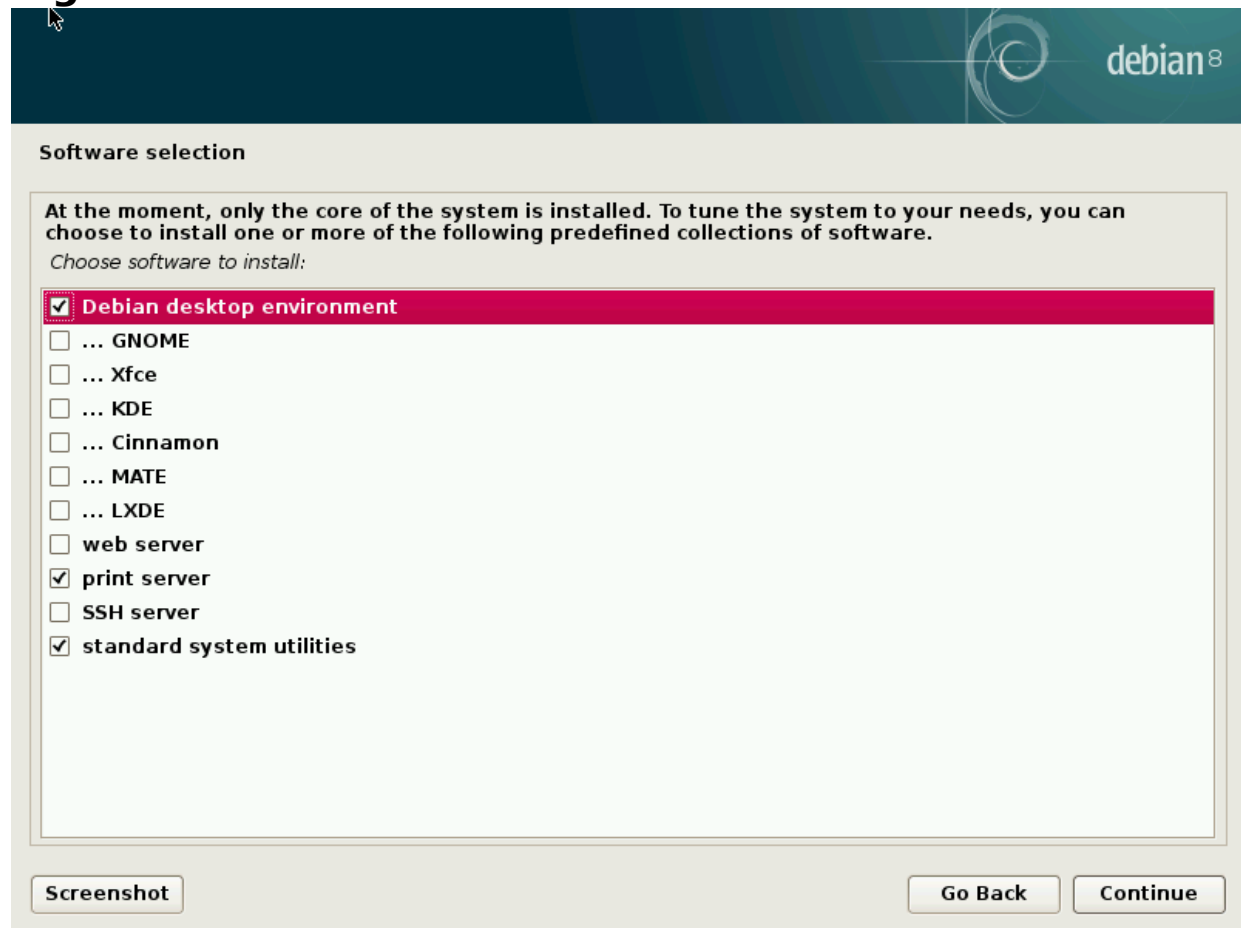 debian 8
Software selection
At the moment, only the core of the system is installed. To tune the system to your needs, you can
choose to install one or more of the following predefined collections of software.
Choose software to install:
Debian desktop environment
... GNOME
... Xfce
... KDE
... Cinnamon
... MATE
... LXDE
web server
print server
SSH server
standard system utilities
Screenshot
Go Back
Continue